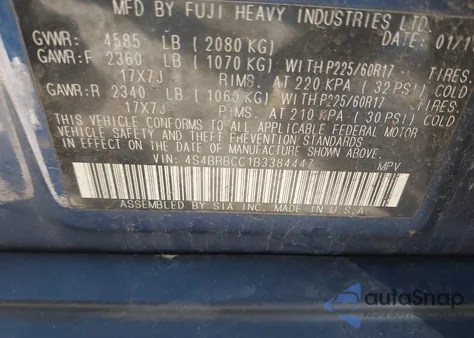 MFD BY FUJI HEAVY INDUSTRIES LTD.
GVWR: 4585 LB (2080 KG) DATE: 01/1
GAWR:F 2360 LB (1070 KG) WITH P225/60R17 TIRES,
17X7J RIMS, AT 220 KPA (32 PSI) COLD
GAWR:R 2340 LB (1060 KG) WITH P225/60R17 TIRES,
17X7J RIMS, AT 210 KPA (30 PSI) COLD
THIS VEHICLE CONFORMS TO ALL APPLICABLE FEDERAL MOTOR
VEHICLE SAFETY AND THEFT PREVENTION STANDARDS
IN EFFECT ON THE DATE OF MANUFACTURE SHOWN ABOVE.
VEHICLE IDENTIFICATION NO.: 4S4BRBCC1B3384447 MPV
ASSEMBLED BY SIA INC. MADE IN U.S.A.
autoSnap